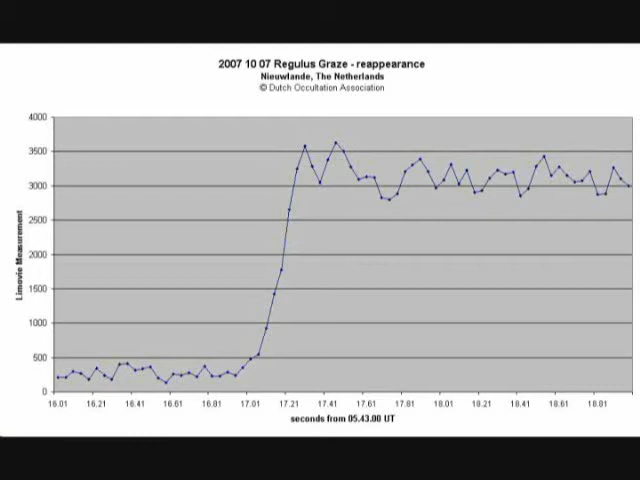 2007 10 07 Regulus Graze - reappearance
Nieuwlande, The Netherlands
© Dutch Occultation Association
4000
3500
3000
2500
2000
1500
1000
500
0
Limovie Measurement
16.01 16.21 16.41 16.61 16.81 17.01 17.21 17.41 17.61 17.81 18.01 18.21 18.41 18.61 18.81
seconds from 05.43.00 UT